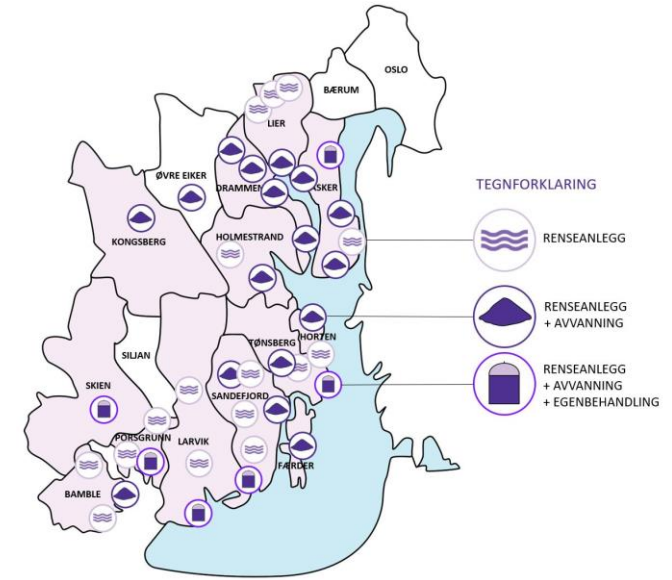 OSLO
BÆRUM
LIER
ØVRE EIKER
DRAMMEN
ASKER
KONGSBERG
HOLMESTRAND
TEGNFORKLARING
RENSEANLEGG
RENSEANLEGG
+ AVVANNING
RENSEANLEGG
+ AVVANNING
+ EGENBEHANDLING
HORTEN
TØNSBERG
SILJAN
SKIEN
SANDEFJORD
PORSGRUNN
LARVIK
FÆRDER
BAMBLE